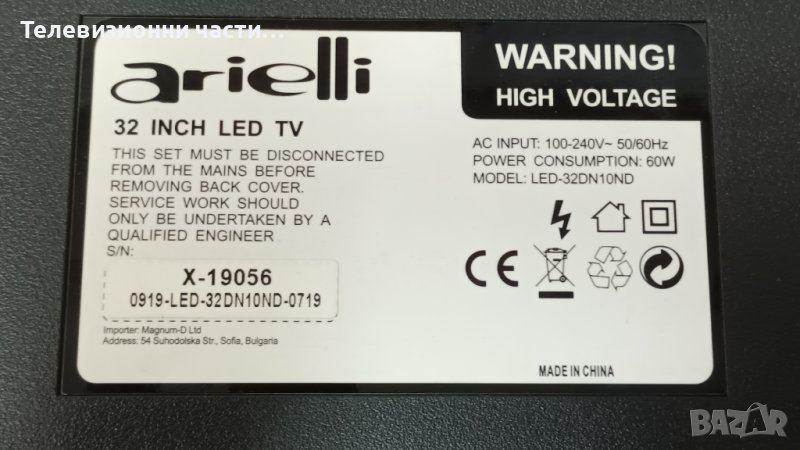 Телевизионни части...
arielli
32 INCH LED TV
THIS SET MUST BE DISCONNECTED
FROM THE MAINS BEFORE
REMOVING BACK COVER.
SERVICE WORK SHOULD
ONLY BE UNDERTAKEN BY A
QUALIFIED ENGINEER
S/N:
X-19056
0919-LED-32DN10ND-0719
Importer: Magnum-D Ltd
Address: 54 Suhodolska Str., Sofia, Bulgaria
WARNING!
HIGH VOLTAGE
AC INPUT: 100-240V~ 50/60Hz
POWER CONSUMPTION: 60W
MODEL: LED-32DN10ND
CE
MADE IN CHINA
BAZAR